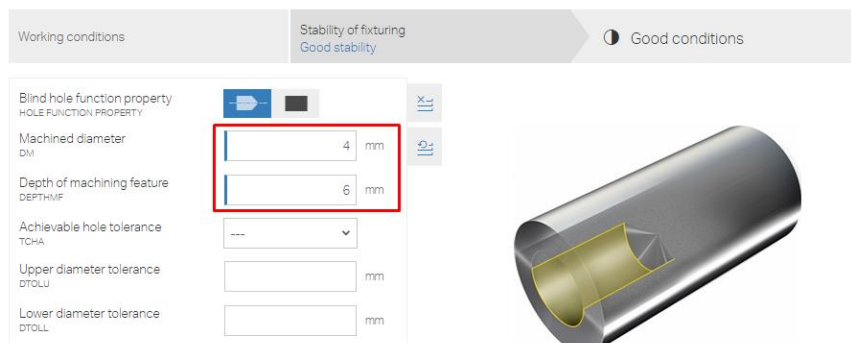 Working conditions
Stability of fixturing
Good stability
Good conditions
Blind hole function property
HOLE FUNCTION PROPERTY
Machined diameter
DM
4 mm
Depth of machining feature
DEPTHMF
6 mm
Achievable hole tolerance
TCHA
---
Upper diameter tolerance
DTOLU
mm
Lower diameter tolerance
DTOLL
mm